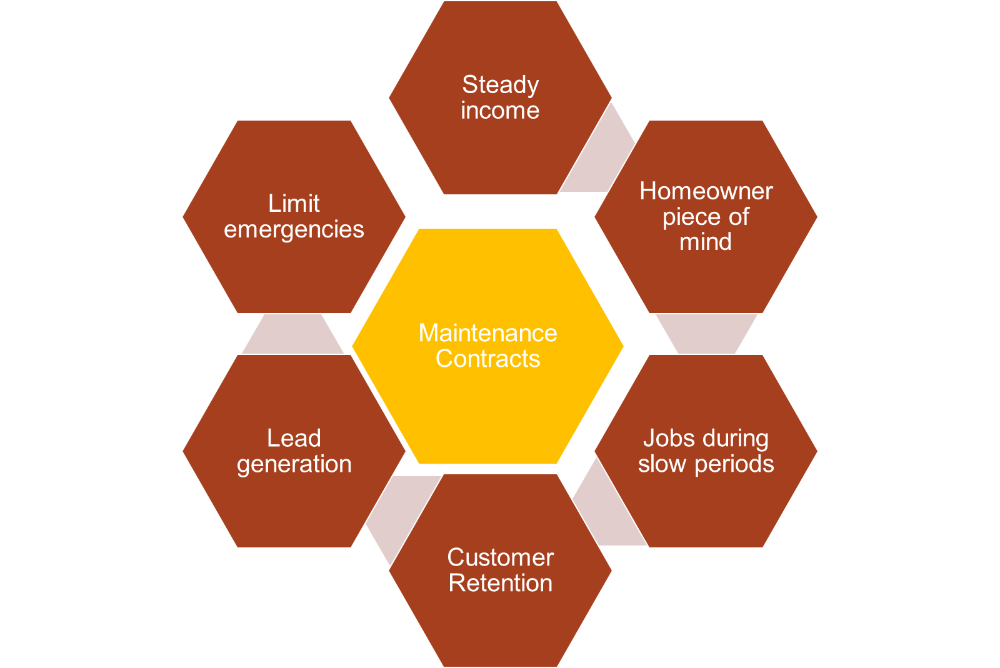 Steady
income
Homeowner
piece of
mind
Jobs during
slow periods
Customer
Retention
Lead
generation
Limit
emergencies
Maintenance
Contracts